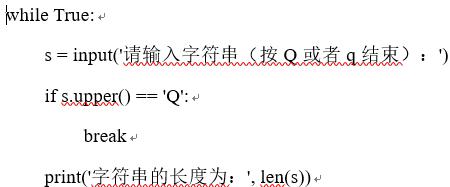 while True:
s = input('请输入字符串（按 Q 或者 q 结束）：')
if s.upper() == 'Q':
break
print('字符串的长度为：', len(s))